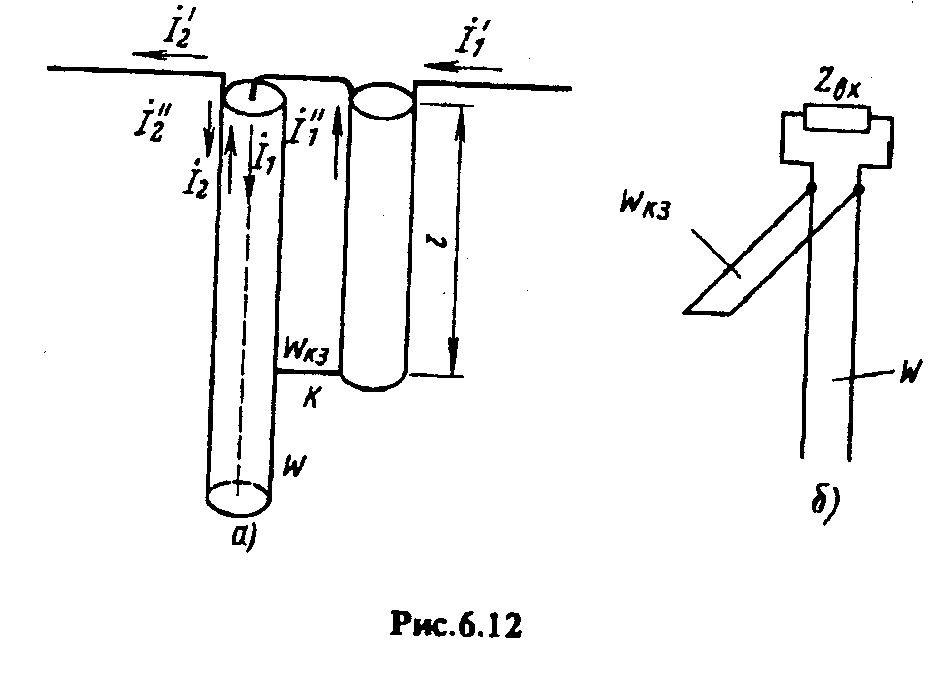 İ₂'
İ₁'
Zвх
İ₂''
İ₂
İ₁
İ₁''
Wкз
l
Wкз
К
W
W
а)
б)
Рис.6.12